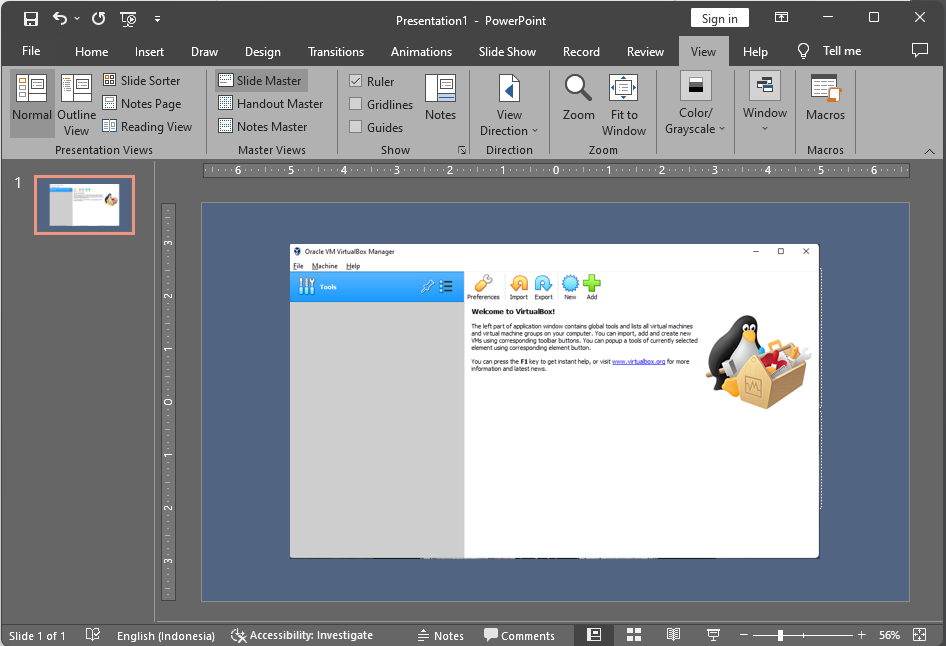 Presentation1 - PowerPoint
Sign in
File Home Insert Draw Design Transitions Animations Slide Show Record Review View Help Tell me
Normal
Outline View
Slide Sorter
Notes Page
Reading View
Presentation Views
Slide Master
Handout Master
Notes Master
Master Views
Ruler
Gridlines
Guides
Notes
Show
View Direction
Direction
Zoom
Fit to Window
Zoom
Color/ Grayscale
Window
Macros
Macros
6 5 4 3 2 1 0 1 2 3 4 5 6
1
3
2
1
0
1
2
3
Oracle VM VirtualBox Manager
File Machine Help
Tools
Preferences Import Export New Add
Welcome to VirtualBox!
The left part of application window contains global tools and lists all virtual machines
and virtual machine groups on your computer. You can import, add and create new
VMs using corresponding toolbar buttons. You can popup a tools of currently selected
element using corresponding element button.
You can press the F1 key to get instant help, or visit www.virtualbox.org for more
information and latest news.
Slide 1 of 1 English (Indonesia) Accessibility: Investigate Notes Comments 56%